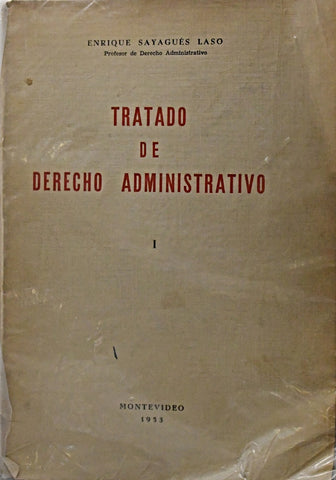 ENRIQUE SAYAGUÉS LASO
Profesor de Derecho Administrativo
TRATADO
DE
DERECHO ADMINISTRATIVO
I
MONTEVIDEO
1953